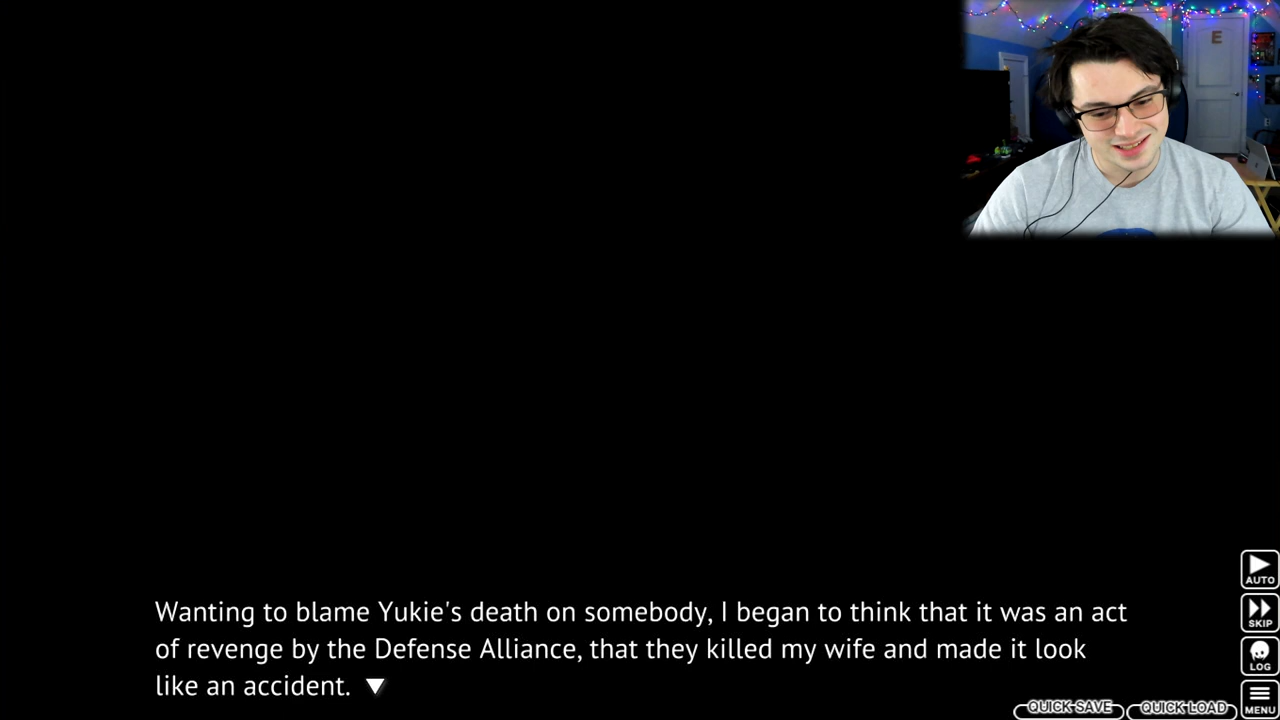 E
Wanting to blame Yukie's death on somebody, I began to think that it was an act
of revenge by the Defense Alliance, that they killed my wife and made it look
like an accident.
AUTO
SKIP
LOG
MENU
QUICK SAVE
QUICK LOAD